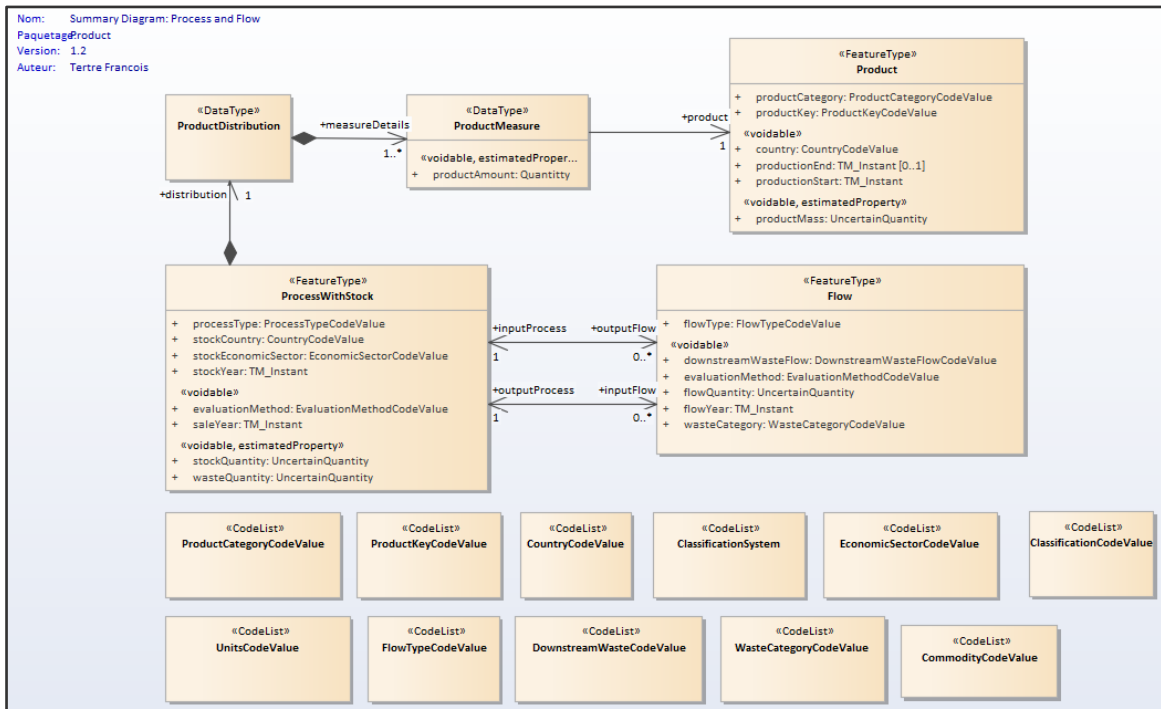 Nom: Summary Diagram: Process and Flow
Paquetage: Product
Version: 1.2
Auteur: Tertre Francois
«DataType»
ProductDistribution
+measureDetails
1..*
«DataType»
ProductMeasure
«voidable, estimatedProper...
+ productAmount: Quantitty
+product
1
«FeatureType»
Product
+ productCategory: ProductCategoryCodeValue
+ productKey: ProductKeyCodeValue
«voidable»
+ country: CountryCodeValue
+ productionEnd: TM_Instant [0..1]
+ productionStart: TM_Instant
«voidable, estimatedProperty»
+ productMass: UncertainQuantity
+distribution
1
«FeatureType»
ProcessWithStock
+ processType: ProcessTypeCodeValue
+ stockCountry: CountryCodeValue
+ stockEconomicSector: EconomicSectorCodeValue
+ stockYear: TM_Instant
«voidable»
+ evaluationMethod: EvaluationMethodCodeValue
+ saleYear: TM_Instant
«voidable, estimatedProperty»
+ stockQuantity: UncertainQuantity
+ wasteQuantity: UncertainQuantity
+inputProcess +outputFlow
1 0..*
+outputProcess +inputFlow
1 0..*
«FeatureType»
Flow
+ flowType: FlowTypeCodeValue
«voidable»
+ downstreamWasteFlow: DownstreamWasteFlowCodeValue
+ evaluationMethod: EvaluationMethodCodeValue
+ flowQuantity: UncertainQuantity
+ flowYear: TM_Instant
+ wasteCategory: WasteCategoryCodeValue
«CodeList»
ProductCategoryCodeValue
«CodeList»
ProductKeyCodeValue
«CodeList»
CountryCodeValue
«CodeList»
ClassificationSystem
«CodeList»
EconomicSectorCodeValue
«CodeList»
ClassificationCodeValue
«CodeList»
UnitsCodeValue
«CodeList»
FlowTypeCodeValue
«CodeList»
DownstreamWasteCodeValue
«CodeList»
WasteCategoryCodeValue
«CodeList»
CommodityCodeValue